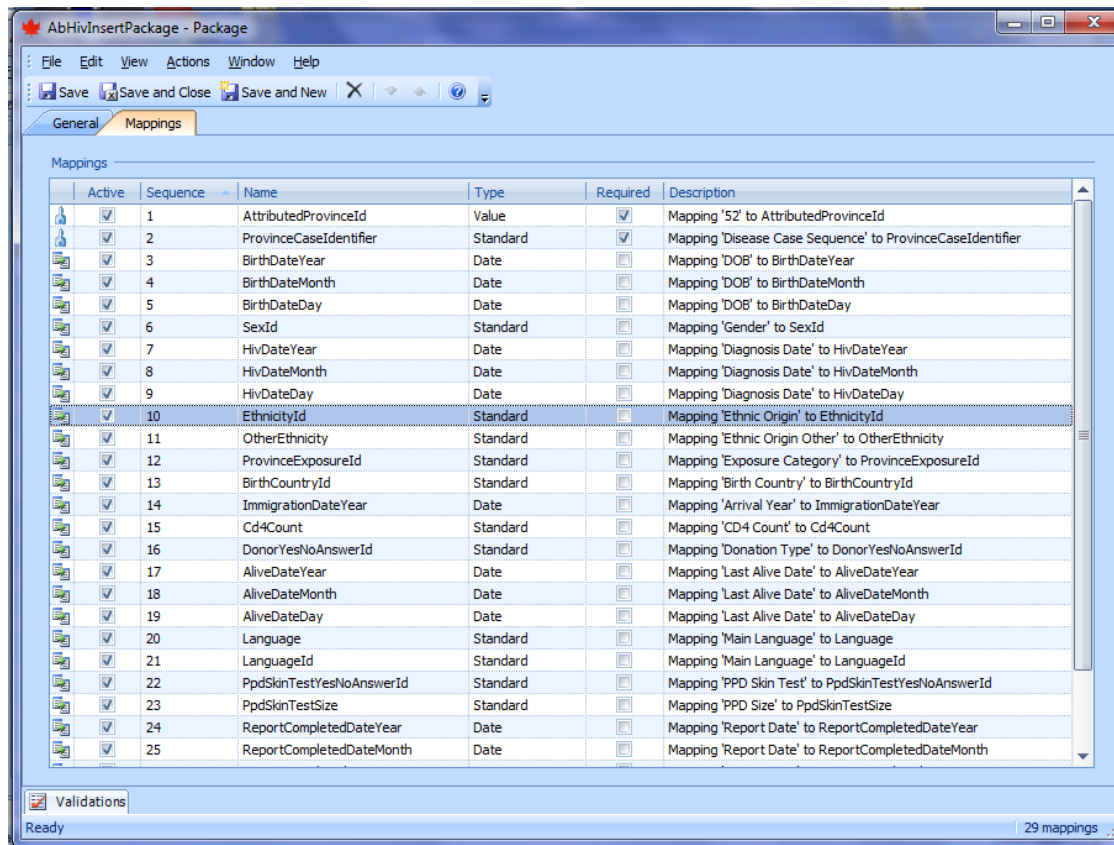 AbHivInsertPackage - Package
File Edit View Actions Window Help
Save Save and Close Save and New
General Mappings
Mappings
Active Sequence Name Type Required Description
1 AttributedProvinceId Value Mapping '52' to AttributedProvinceId
2 ProvinceCaseIdentifier Standard Mapping 'Disease Case Sequence' to ProvinceCaseIdentifier
3 BirthDateYear Date Mapping 'DOB' to BirthDateYear
4 BirthDateMonth Date Mapping 'DOB' to BirthDateMonth
5 BirthDateDay Date Mapping 'DOB' to BirthDateDay
6 SexId Standard Mapping 'Gender' to SexId
7 HivDateYear Date Mapping 'Diagnosis Date' to HivDateYear
8 HivDateMonth Date Mapping 'Diagnosis Date' to HivDateMonth
9 HivDateDay Date Mapping 'Diagnosis Date' to HivDateDay
10 EthnicityId Standard Mapping 'Ethnic Origin' to EthnicityId
11 OtherEthnicity Standard Mapping 'Ethnic Origin Other' to OtherEthnicity
12 ProvinceExposureId Standard Mapping 'Exposure Category' to ProvinceExposureId
13 BirthCountryId Standard Mapping 'Birth Country' to BirthCountryId
14 ImmigrationDateYear Date Mapping 'Arrival Year' to ImmigrationDateYear
15 Cd4Count Standard Mapping 'CD4 Count' to Cd4Count
16 DonorYesNoAnswerId Standard Mapping 'Donation Type' to DonorYesNoAnswerId
17 AliveDateYear Date Mapping 'Last Alive Date' to AliveDateYear
18 AliveDateMonth Date Mapping 'Last Alive Date' to AliveDateMonth
19 AliveDateDay Date Mapping 'Last Alive Date' to AliveDateDay
20 Language Standard Mapping 'Main Language' to Language
21 LanguageId Standard Mapping 'Main Language' to LanguageId
22 PpdSkinTestYesNoAnswerId Standard Mapping 'PPD Skin Test' to PpdSkinTestYesNoAnswerId
23 PpdSkinTestSize Standard Mapping 'PPD Size' to PpdSkinTestSize
24 ReportCompletedDateYear Date Mapping 'Report Date' to ReportCompletedDateYear
25 ReportCompletedDateMonth Date Mapping 'Report Date' to ReportCompletedDateMonth
Validations
Ready 29 mappings